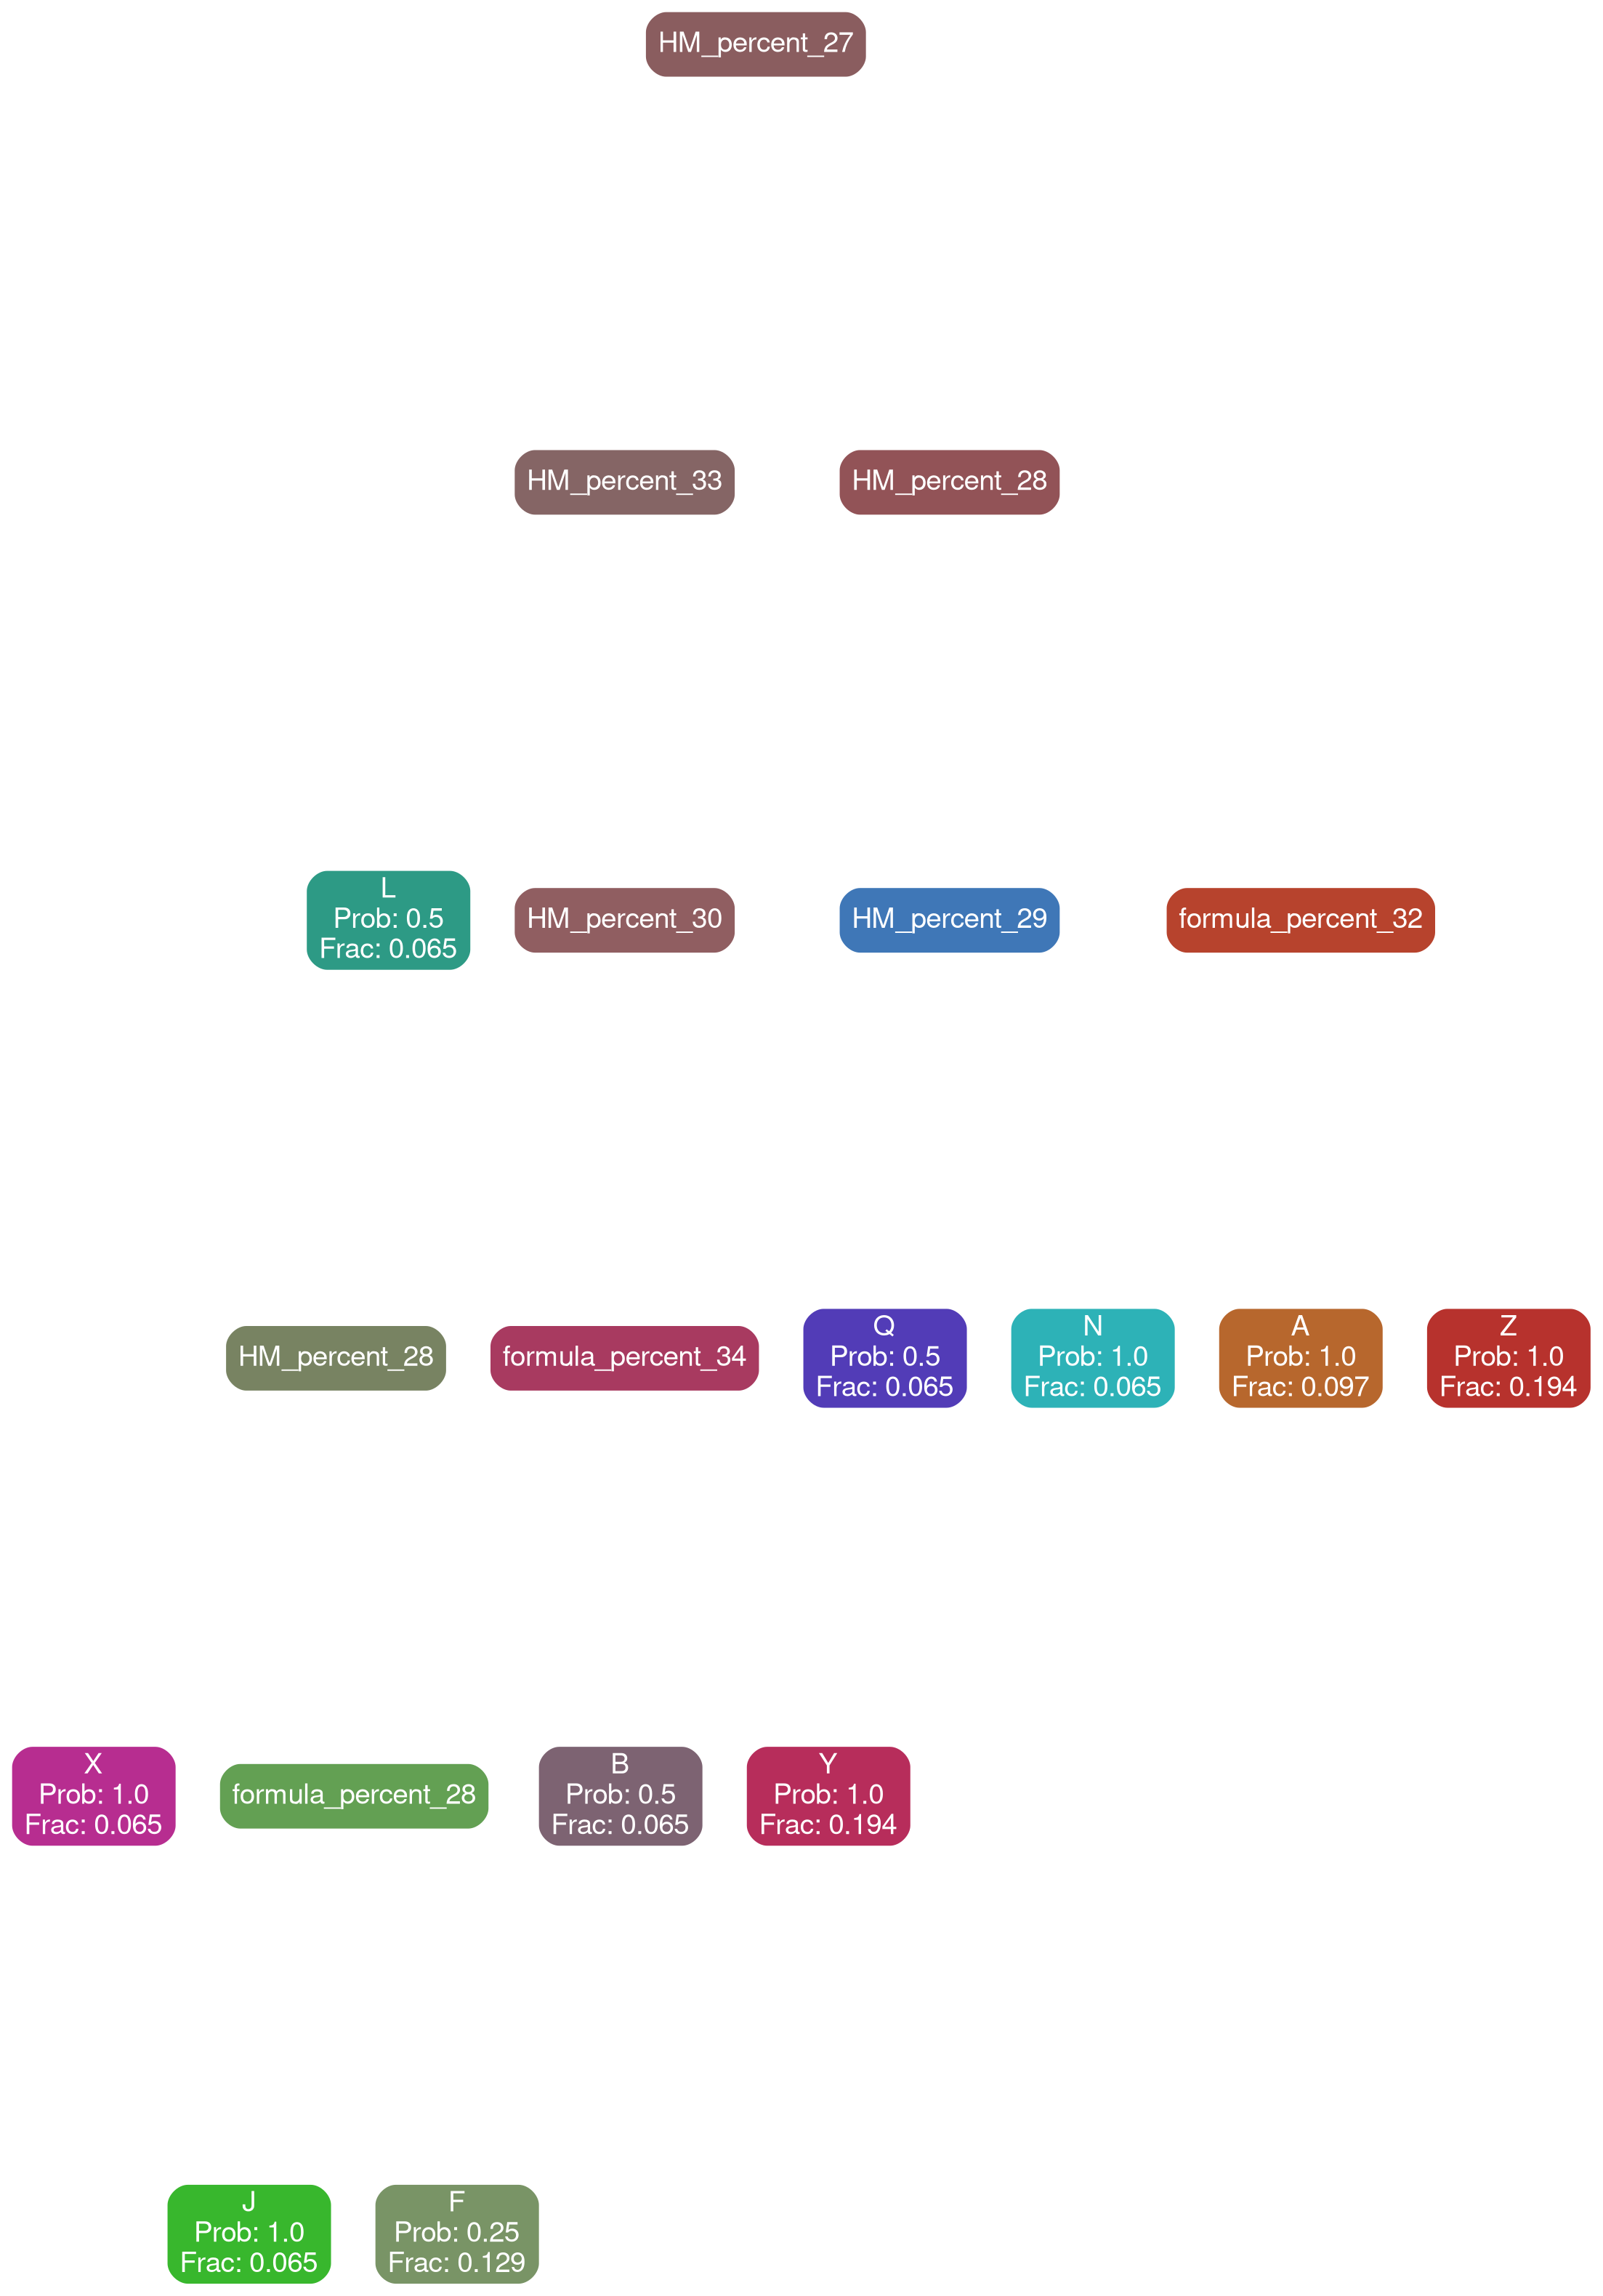 HM_percent_27
HM_percent_33
HM_percent_28
L
Prob: 0.5
Frac: 0.065
HM_percent_30
HM_percent_29
formula_percent_32
HM_percent_28
formula_percent_34
Q
Prob: 0.5
Frac: 0.065
N
Prob: 1.0
Frac: 0.065
A
Prob: 1.0
Frac: 0.097
Z
Prob: 1.0
Frac: 0.194
X
Prob: 1.0
Frac: 0.065
formula_percent_28
B
Prob: 0.5
Frac: 0.065
Y
Prob: 1.0
Frac: 0.194
J
Prob: 1.0
Frac: 0.065
F
Prob: 0.25
Frac: 0.129